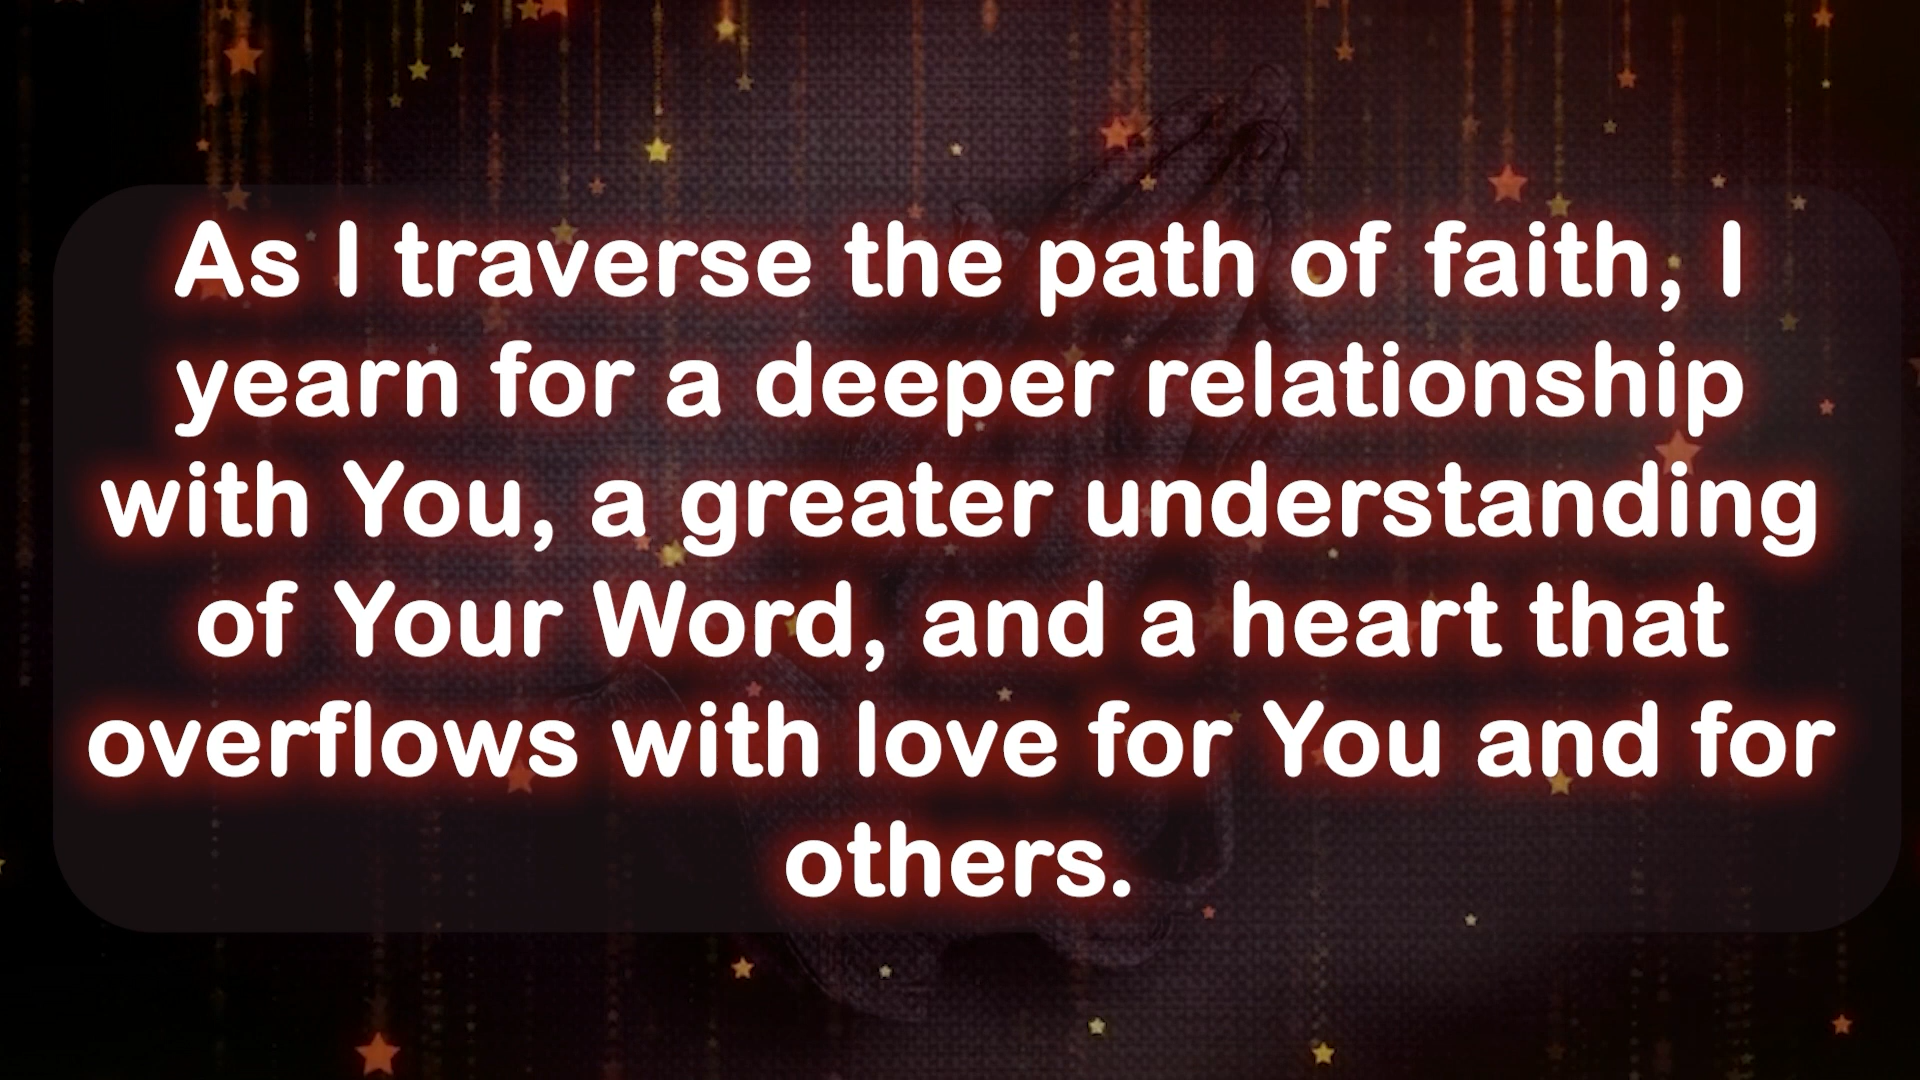 As I traverse the path of faith, I
yearn for a deeper relationship
with You, a greater understanding
of Your Word, and a heart that
overflows with love for You and for
others.